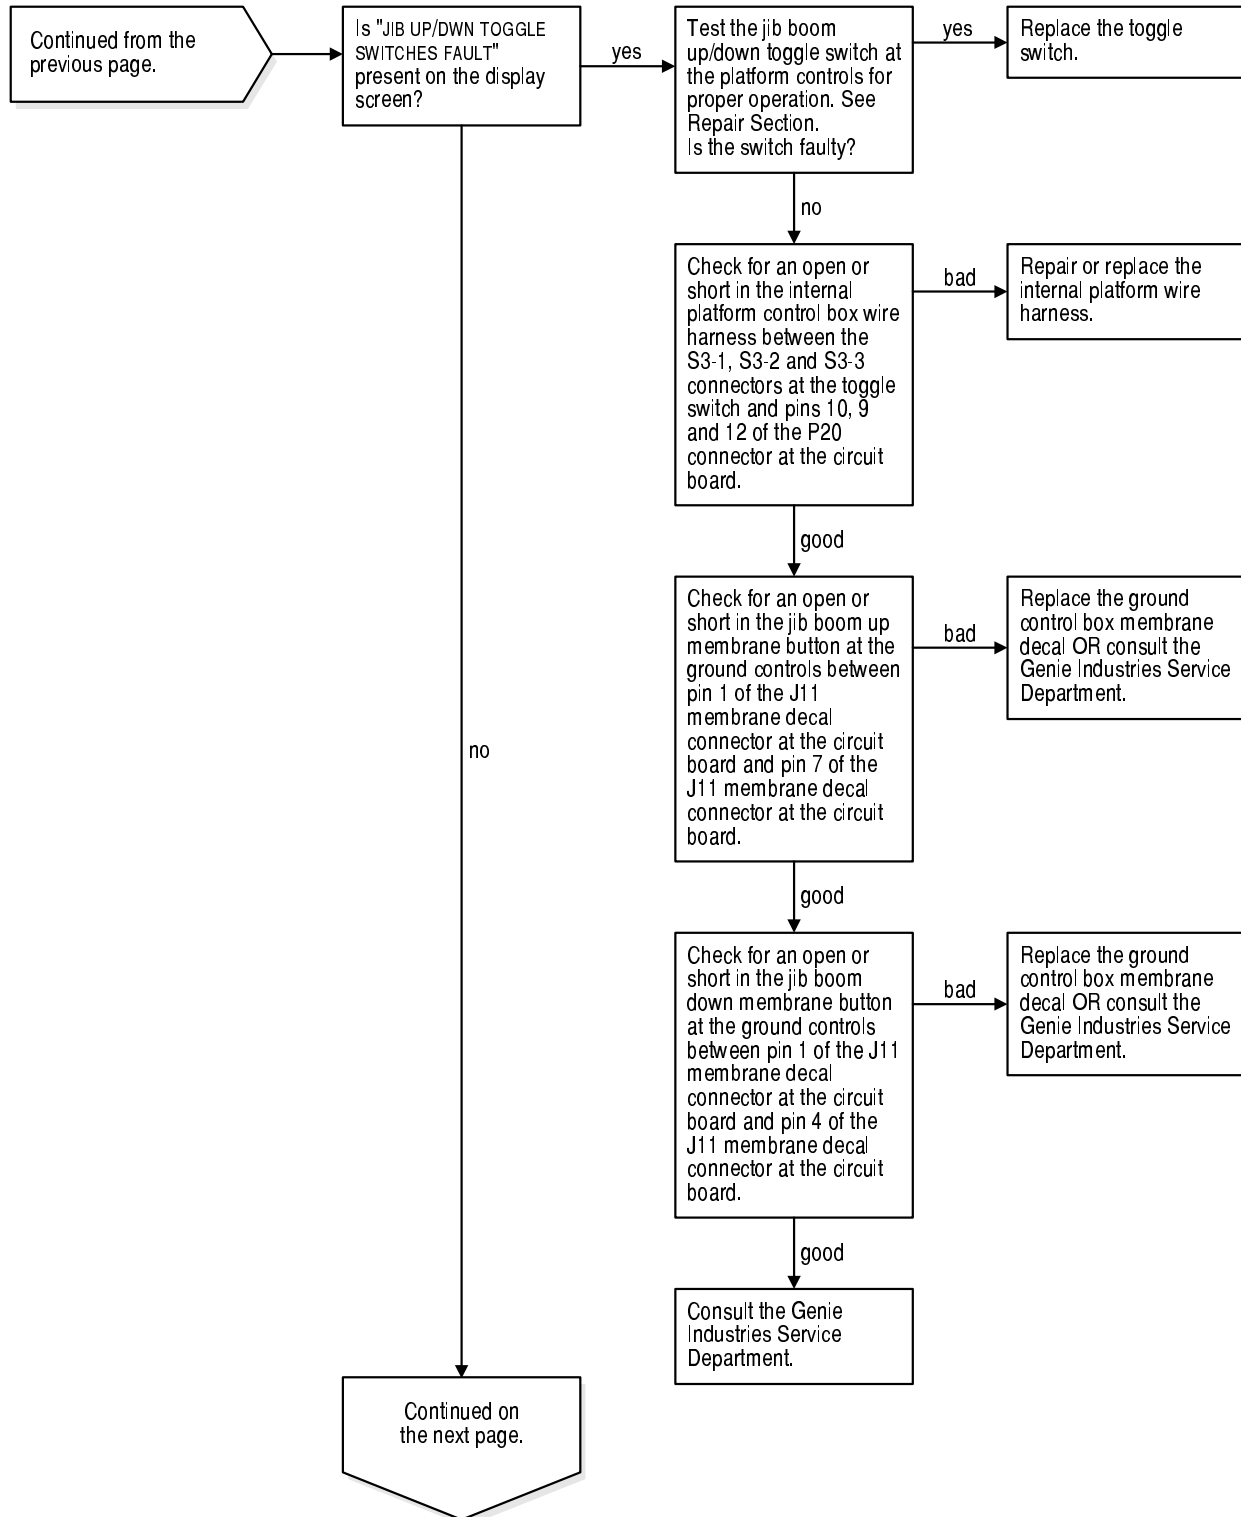 Continued from the
previous page.
Is "JIB UP/DWN TOGGLE
SWITCHES FAULT"
present on the display
screen?
yes
Test the jib boom
up/down toggle switch at
the platform controls for
proper operation. See
Repair Section.
Is the switch faulty?
yes
Replace the toggle
switch.
no
Check for an open or
short in the internal
platform control box wire
harness between the
S3-1, S3-2 and S3-3
connectors at the toggle
switch and pins 10, 9
and 12 of the P20
connector at the circuit
board.
bad
Repair or replace the
internal platform wire
harness.
good
Check for an open or
short in the jib boom up
membrane button at the
ground controls between
pin 1 of the J11
membrane decal
connector at the circuit
board and pin 7 of the
J11 membrane decal
connector at the circuit
board.
bad
Replace the ground
control box membrane
decal OR consult the
Genie Industries Service
Department.
no
good
Check for an open or
short in the jib boom
down membrane button
at the ground controls
between pin 1 of the J11
membrane decal
connector at the circuit
board and pin 4 of the
J11 membrane decal
connector at the circuit
board.
bad
Replace the ground
control box membrane
decal OR consult the
Genie Industries Service
Department.
good
Consult the Genie
Industries Service
Department.
Continued on
the next page.